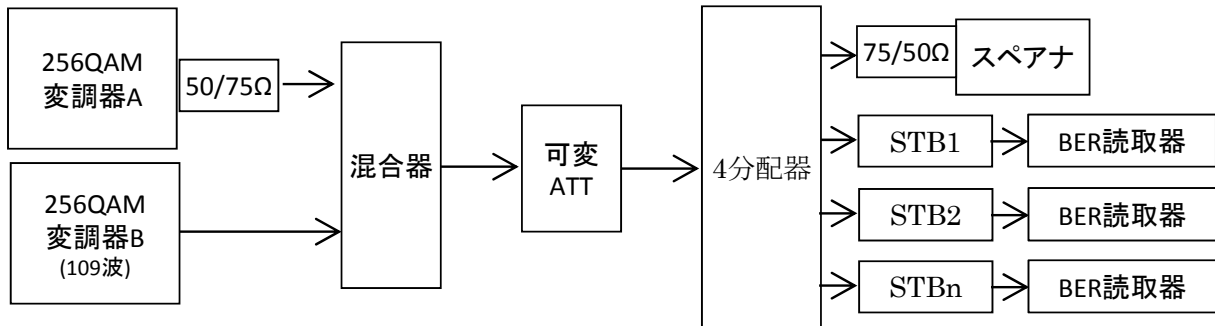 256QAM
変調器A
50/75Ω
256QAM
変調器B
(109波)
混合器
可変
ATT
4分配器
75/50Ω
スペアナ
STB1
BER読取器
STB2
BER読取器
STBn
BER読取器